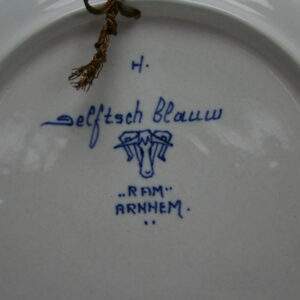 H.
Delftsch blauw
„RAM"
ARNHEM.